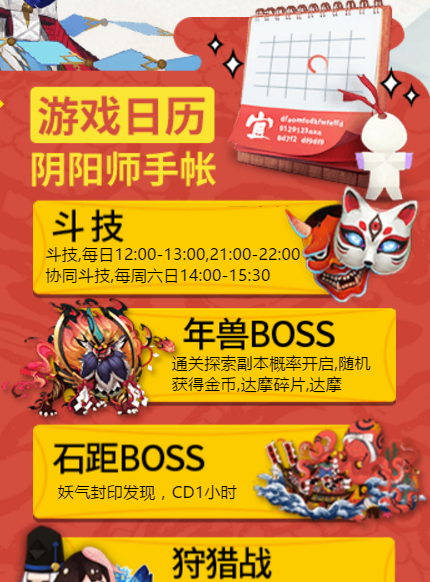 游戏日历
阴阳师手帐
宜
斗技
斗技,每日12:00-13:00,21:00-22:00
协同斗技,每周六日14:00-15:30
年兽BOSS
通关探索副本概率开启,随机
获得金币,达摩碎片,达摩
石距BOSS
妖气封印发现，CD1小时
狩猎战